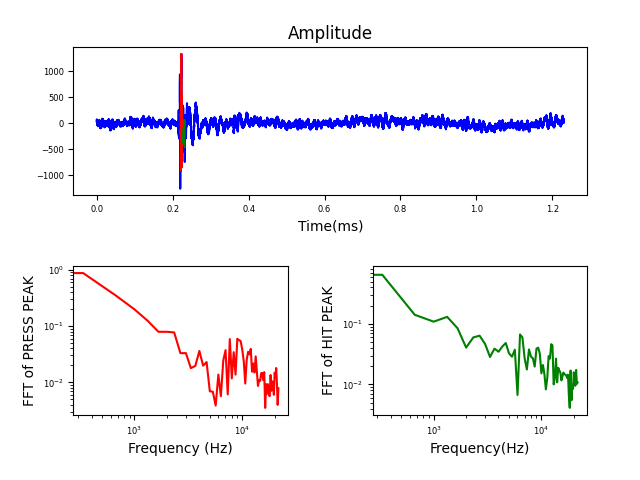 Amplitude
1000
500
0
−500
−1000
0.0 0.2 0.4 0.6 0.8 1.0 1.2
Time(ms)
10⁰
10⁻¹
10⁻²
FFT of PRESS PEAK
10³ 10⁴
Frequency (Hz)
10⁻¹
10⁻²
FFT of HIT PEAK
10³ 10⁴
Frequency(Hz)